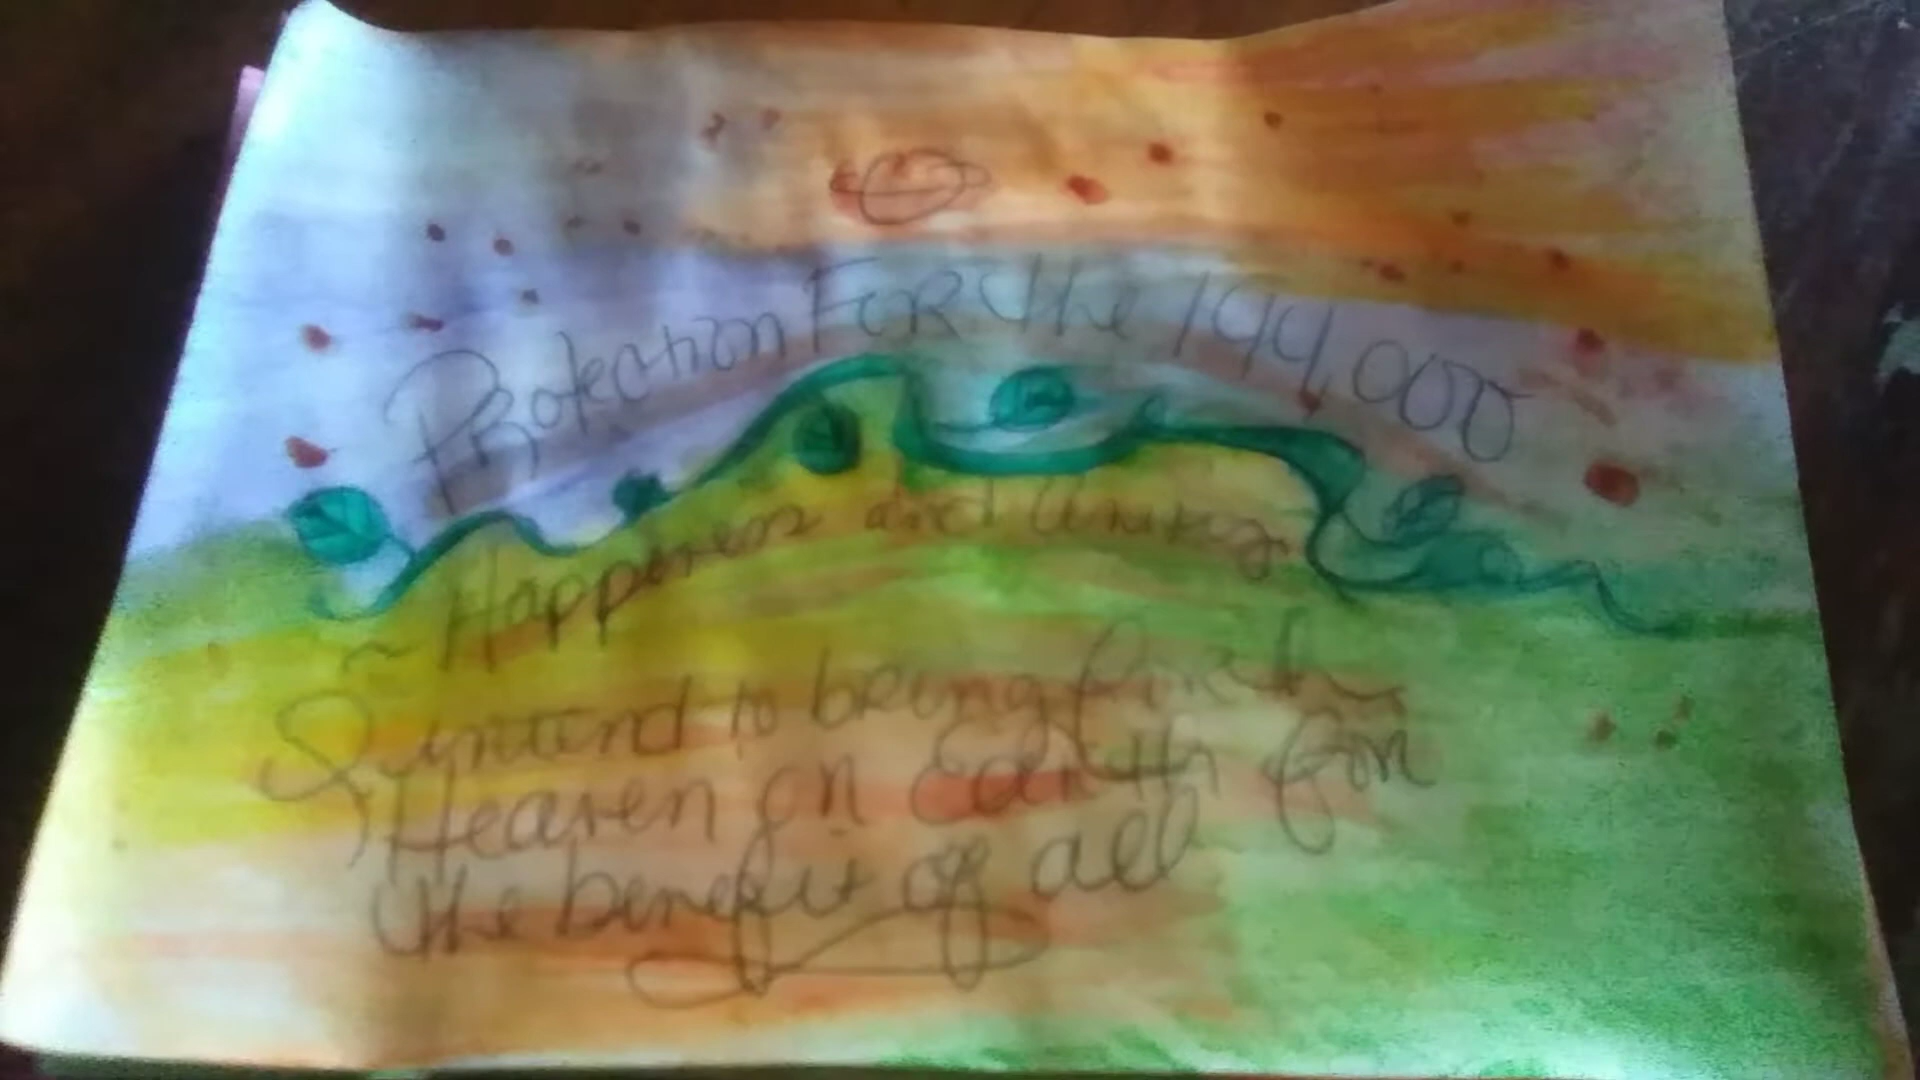 Protection For the 144,000
~ Happiness and Unity
I intend to bring forth
Heaven on Earth for
the benefit of all